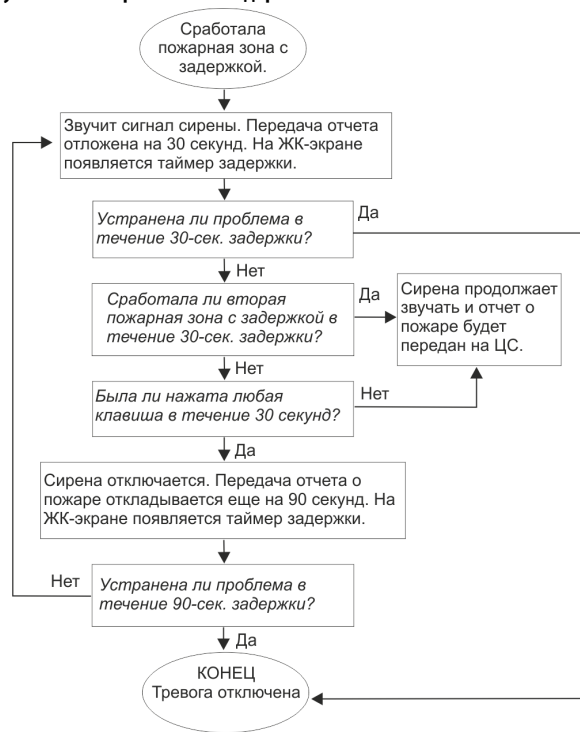 Сработала
пожарная зона с
задержкой.
Звучит сигнал сирены. Передача отчета
отложена на 30 секунд. На ЖК-экране
появляется таймер задержки.
Устранена ли проблема в
течение 30-сек. задержки?
Да
Нет
Сработала ли вторая
пожарная зона с задержкой в
течение 30-сек. задержки?
Да
Сирена продолжает
звучать и отчет о
пожаре будет
передан на ЦС.
Нет
Была ли нажата любая
клавиша в течение 30 секунд?
Нет
Да
Сирена отключается. Передача отчета о
пожаре откладывается еще на 90 секунд. На
ЖК-экране появляется таймер задержки.
Нет
Устранена ли проблема в
течение 90-сек. задержки?
Да
КОНЕЦ
Тревога отключена